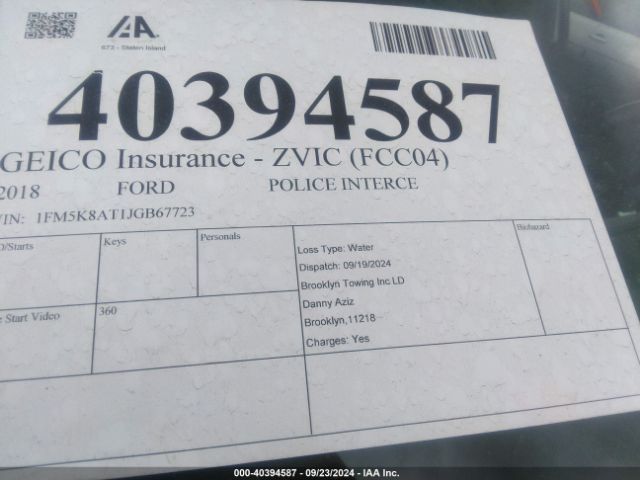 IAA.
673 - Staten Island
40394587
GEICO Insurance - ZVIC (FCC04)
2018 FORD POLICE INTERCE
VIN: 1FM5K8AT1JGB67723
D/Starts
Keys
Personals
Loss Type: Water
Dispatch: 09/19/2024
Brooklyn Towing Inc LD
Danny Aziz
Brooklyn,11218
Charges: Yes
Biohazard
Start Video
360
000-40394587 - 09/23/2024 - IAA Inc.